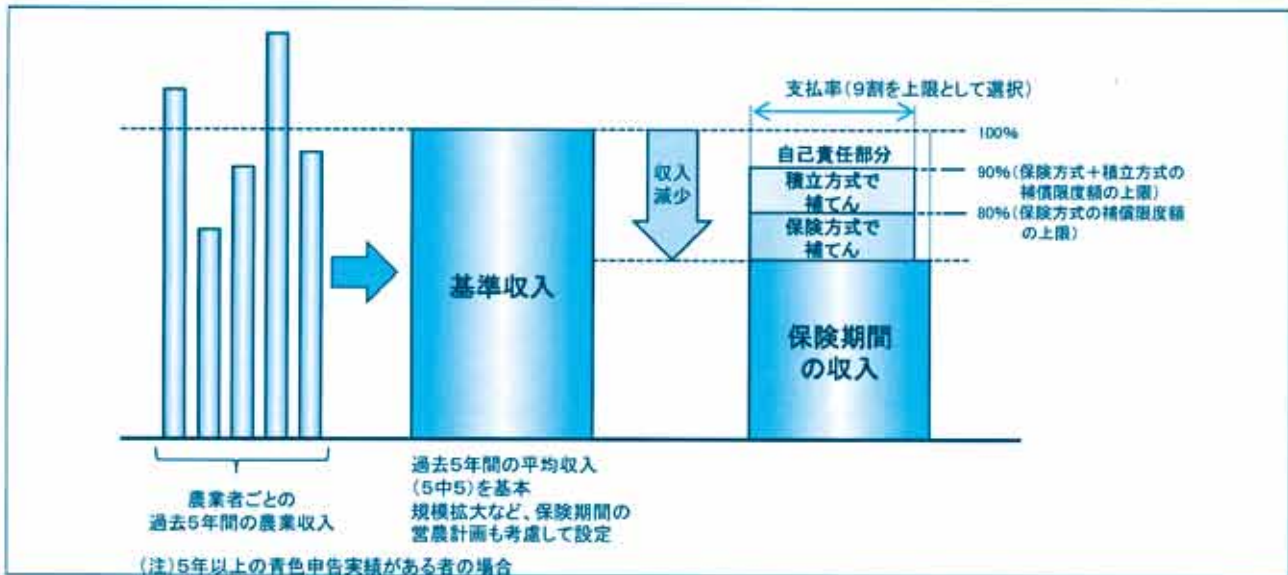 支払率(9割を上限として選択)
100%
自己責任部分
90%(保険方式+積立方式の
補償限度額の上限)
収入
減少
積立方式で
補てん
80%(保険方式の補償限度額
の上限)
保険方式で
補てん
基準収入
保険期間
の収入
農業者ごとの
過去5年間の農業収入
過去5年間の平均収入
(5中5)を基本
規模拡大など、保険期間の
営農計画も考慮して設定
(注)5年以上の青色申告実績がある者の場合